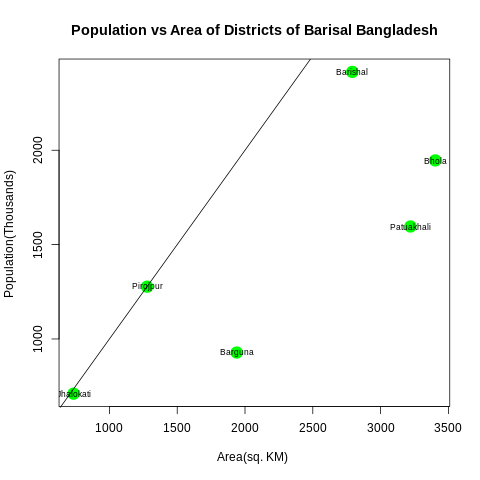 Population vs Area of Districts of Barisal Bangladesh
Population(Thousands)
2000
1500
1000
Barishal
Bhola
Patuakhali
Pirojpur
Barguna
Jhalokati
1000 1500 2000 2500 3000 3500
Area(sq. KM)